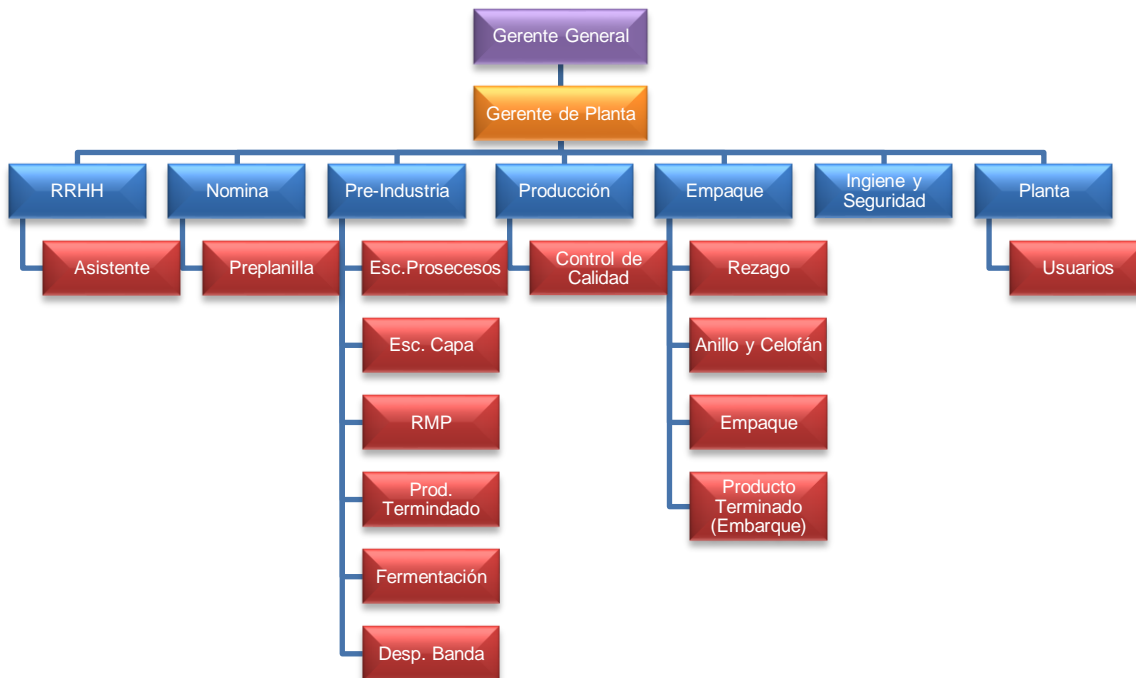 Gerente General
Gerente de Planta
RRHH
Nomina
Pre-Industria
Producción
Empaque
Ingiene y
Seguridad
Planta
Asistente
Preplanilla
Esc.Prosecesos
Control de
Calidad
Rezago
Usuarios
Esc. Capa
Anillo y Celofán
RMP
Empaque
Prod.
Termindado
Producto
Terminado
(Embarque)
Fermentación
Desp. Banda